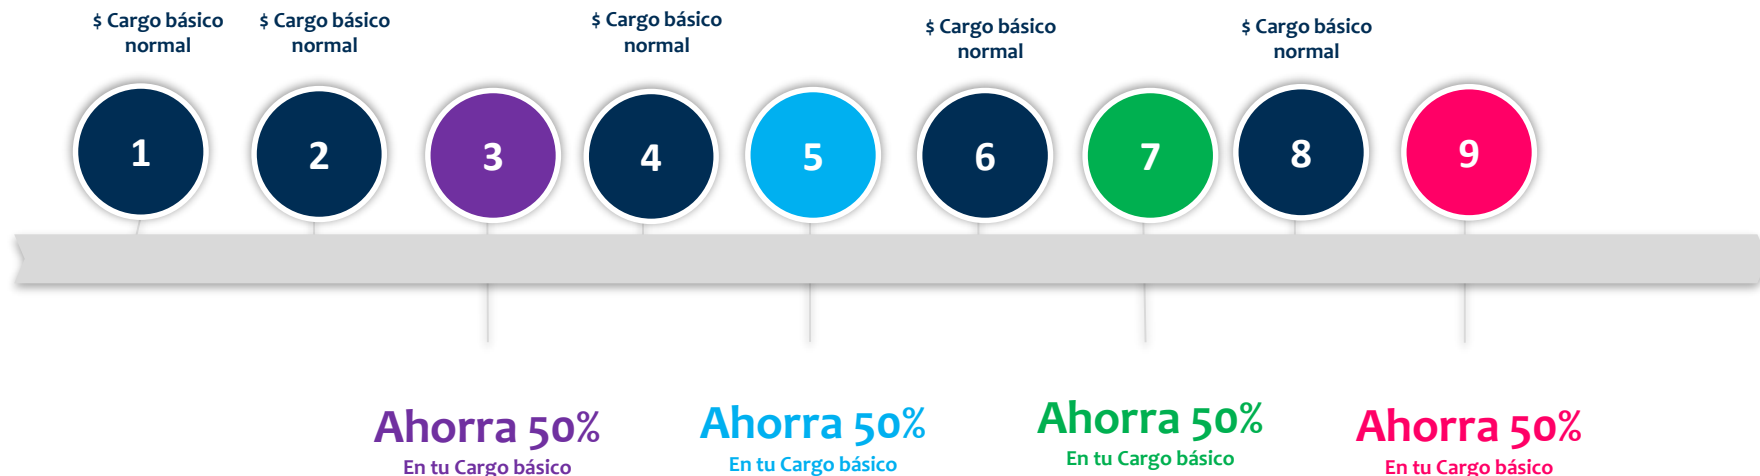 $ Cargo básico
normal
$ Cargo básico
normal
$ Cargo básico
normal
$ Cargo básico
normal
$ Cargo básico
normal
1
2
3
4
5
6
7
8
9
Ahorra 50%
En tu Cargo básico
Ahorra 50%
En tu Cargo básico
Ahorra 50%
En tu Cargo básico
Ahorra 50%
En tu Cargo básico